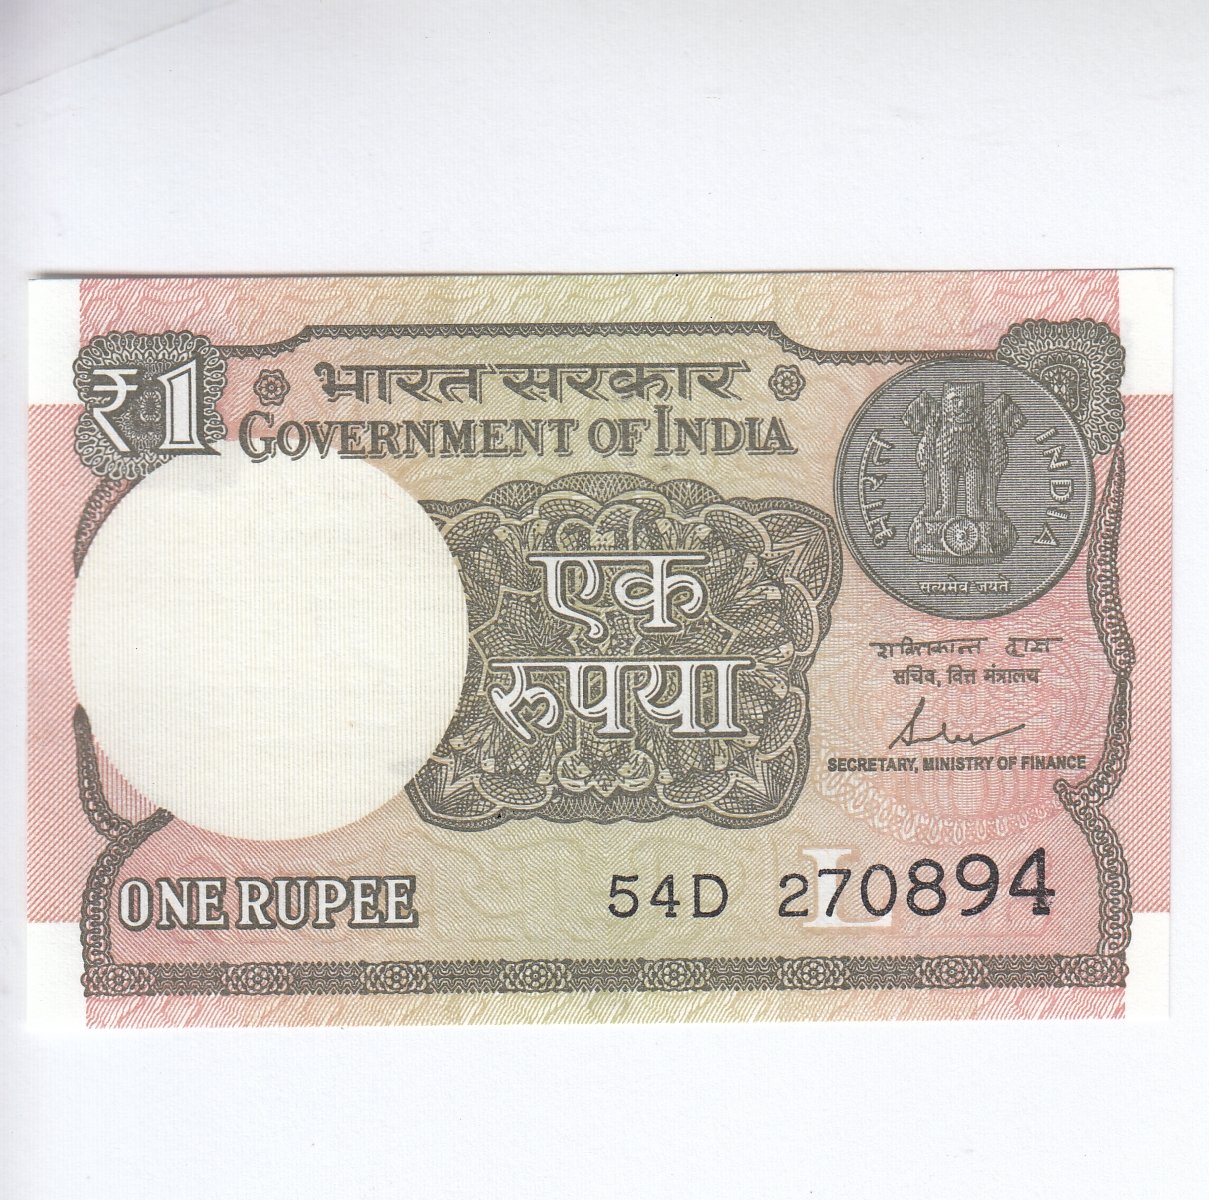 ₹1
भारत सरकार
GOVERNMENT OF INDIA
भारत
INDIA
सत्यमेव जयते
एक
रुपया
शक्तिकान्त दास
सचिव, वित्त मंत्रालय
SECRETARY, MINISTRY OF FINANCE
ONE RUPEE
L
54D 270894